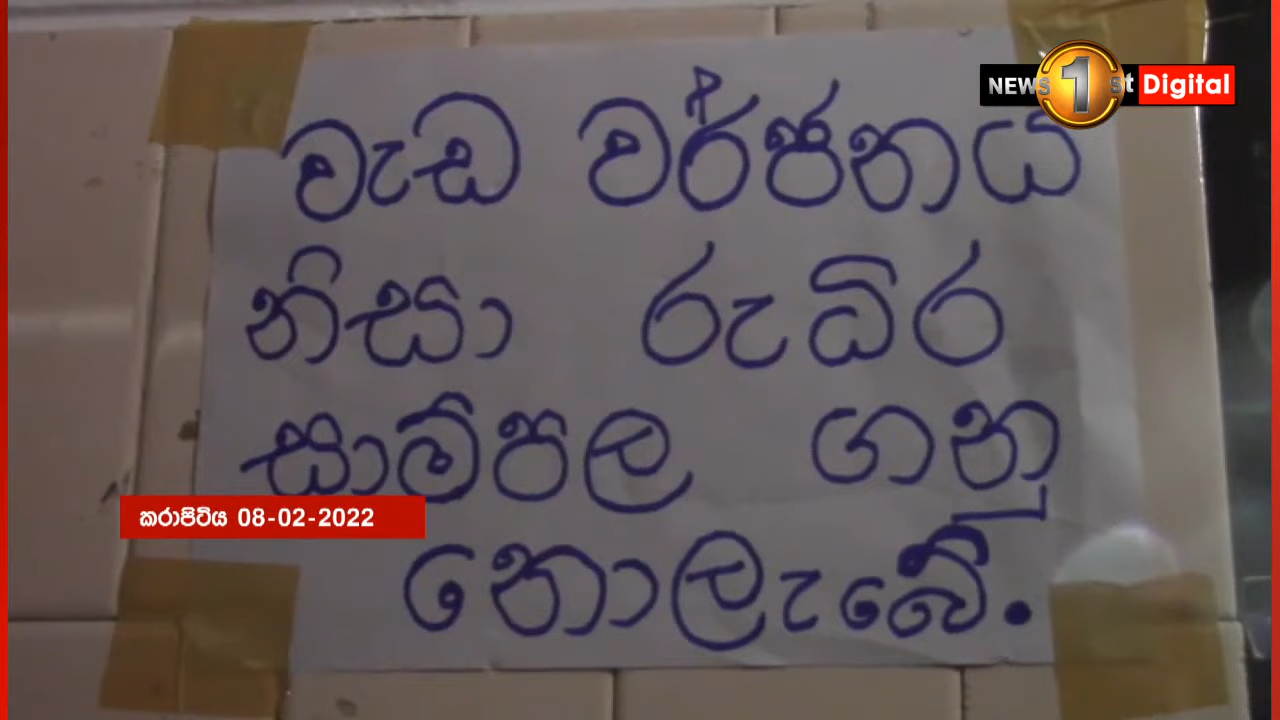 NEWS 1st Digital
වැඩ වර්ජනය
නිසා රුධිර
සාම්පල ගනු
නොලැබේ.
කරාපිටිය 08-02-2022